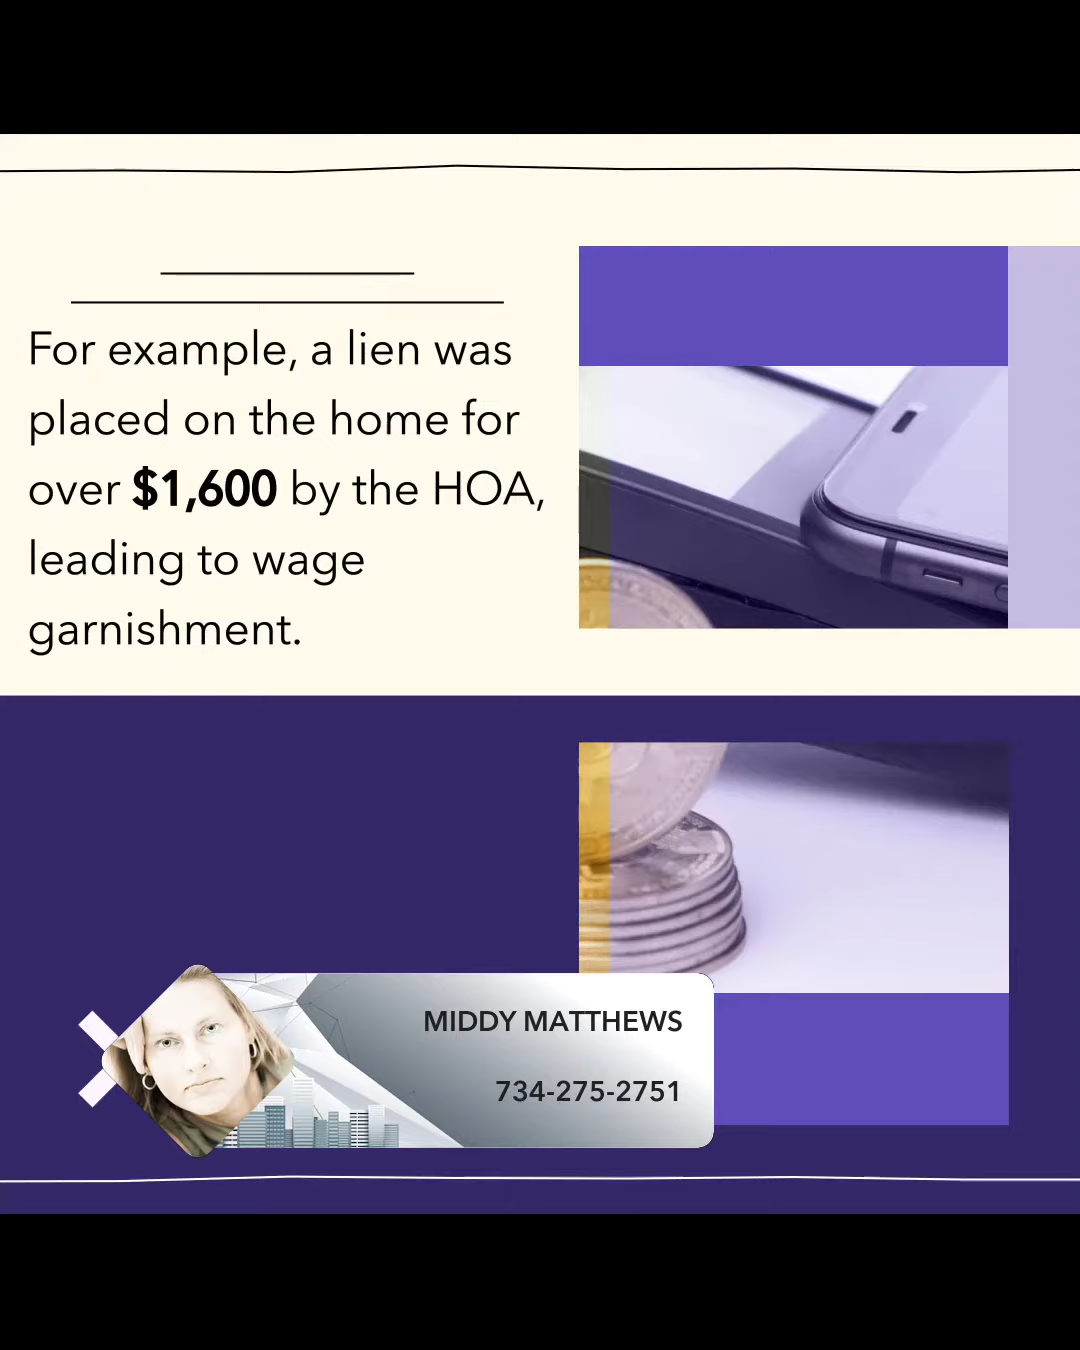 For example, a lien was
placed on the home for
over $1,600 by the HOA,
leading to wage
garnishment.
MIDDY MATTHEWS
734-275-2751